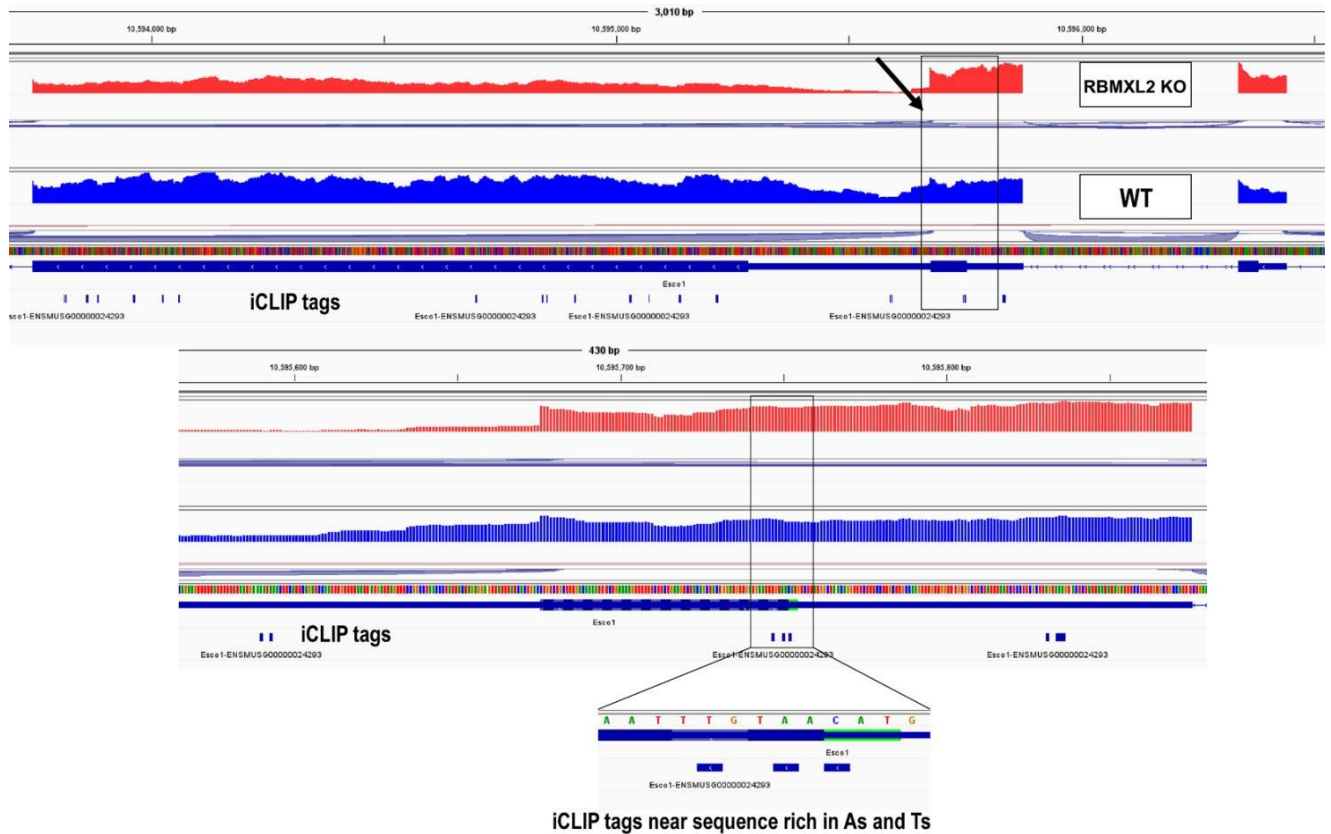 3,010 bp
10,594,000 bp 10,595,000 bp 10,596,000 bp
RBMXL2 KO
WT
Esco1
iCLIP tags
Esco1-ENSMUSG00000024293 Esco1-ENSMUSG00000024293 Esco1-ENSMUSG00000024293
430 bp
10,595,600 bp 10,595,700 bp 10,595,800 bp
Esco1
iCLIP tags
Esco1-ENSMUSG00000024293 Esco1-ENSMUSG00000024293 Esco1-ENSMUSG00000024293
A A T T T G T A A C A T G
Esco1
Esco1-ENSMUSG00000024293
iCLIP tags near sequence rich in As and Ts